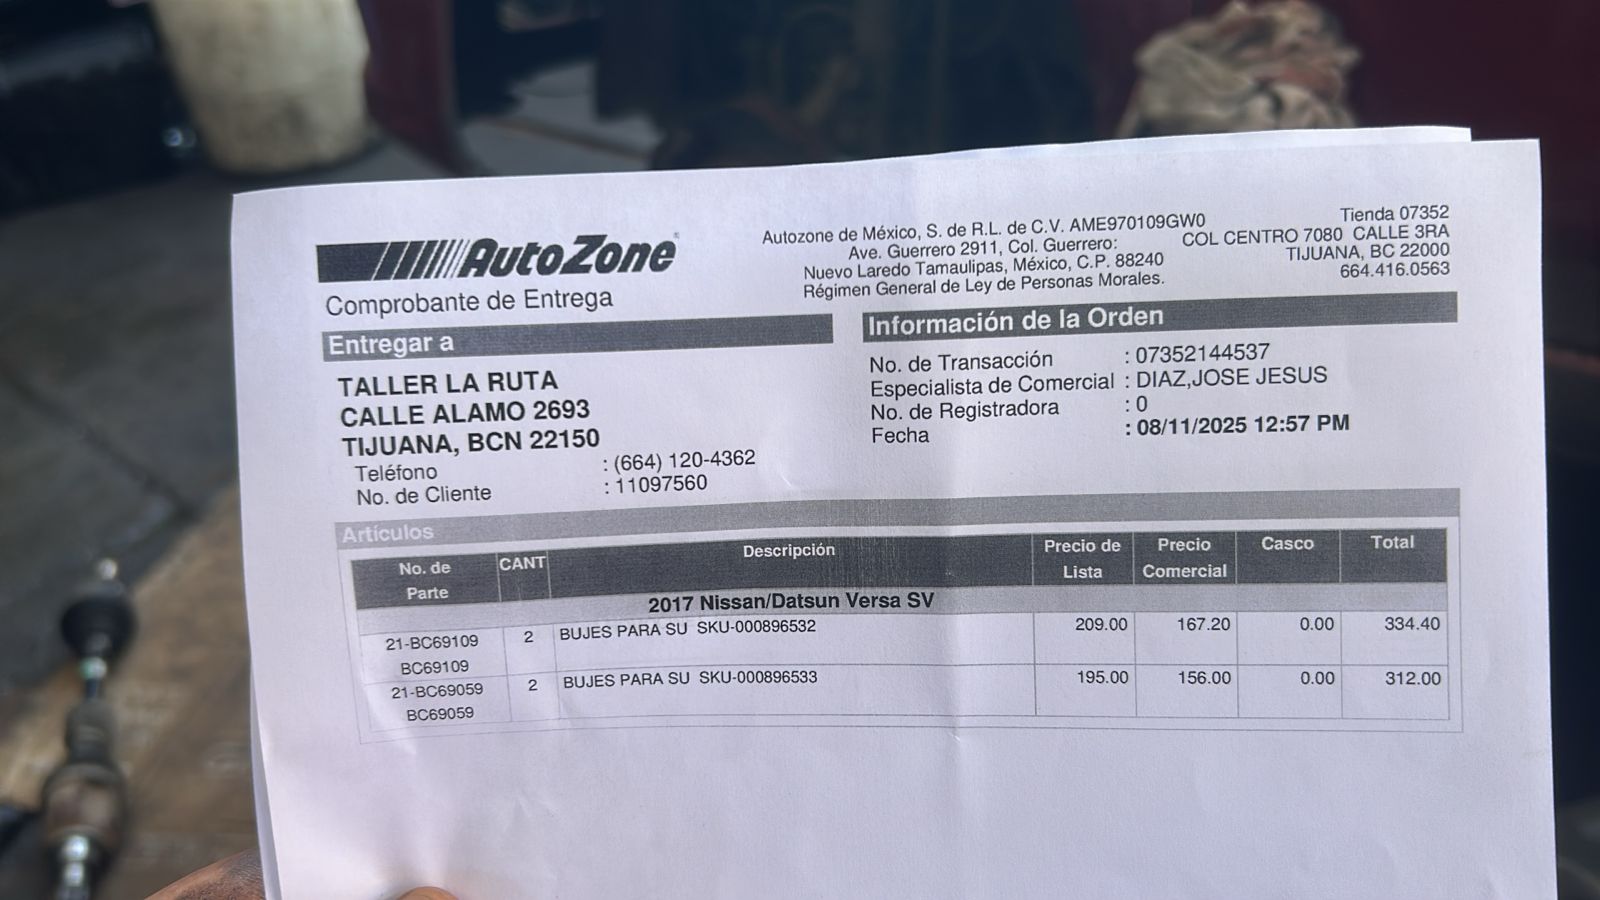 AutoZone
Comprobante de Entrega
Autozone de México, S. de R.L. de C.V. AME970109GW0
Ave. Guerrero 2911, Col. Guerrero:
Nuevo Laredo Tamaulipas, México, C.P. 88240
Régimen General de Ley de Personas Morales.
Tienda 07352
COL CENTRO 7080 CALLE 3RA
TIJUANA, BC 22000
664.416.0563
Entregar a
TALLER LA RUTA
CALLE ALAMO 2693
TIJUANA, BCN 22150
Teléfono : (664) 120-4362
No. de Cliente : 11097560
Información de la Orden
No. de Transacción : 07352144537
Especialista de Comercial : DIAZ,JOSE JESUS
No. de Registradora : 0
Fecha : 08/11/2025 12:57 PM
Artículos
No. de Parte CANT Descripción Precio de Lista Precio Comercial Casco Total
2017 Nissan/Datsun Versa SV
21-BC69109 2 BUJES PARA SU SKU-000896532 209.00 167.20 0.00 334.40
BC69109
21-BC69059 2 BUJES PARA SU SKU-000896533 195.00 156.00 0.00 312.00
BC69059